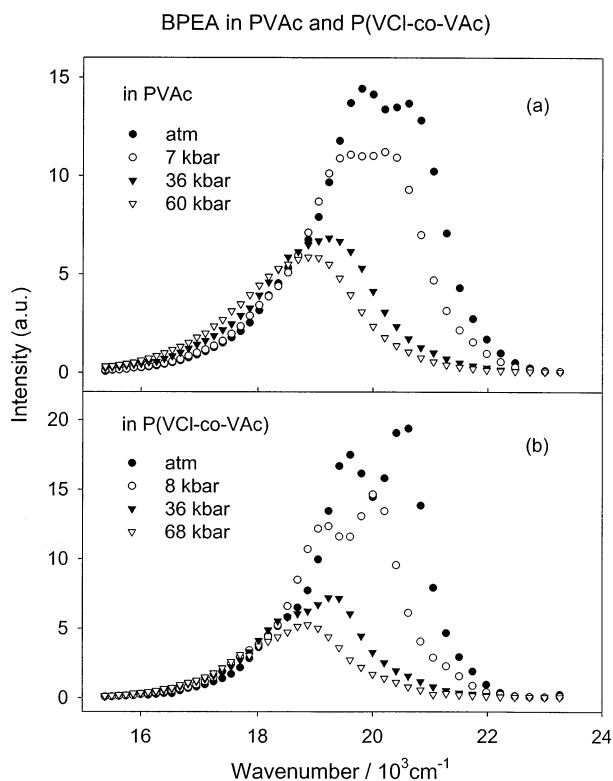 BPEA in PVAc and P(VCl-co-VAc)
15
in PVAc
(a)
atm
7 kbar
36 kbar
60 kbar
10
5
0
Intensity (a.u.)
20
in P(VCl-co-VAc)
(b)
atm
8 kbar
36 kbar
68 kbar
15
10
5
0
16 18 20 22 24
Wavenumber / 10³cm⁻¹